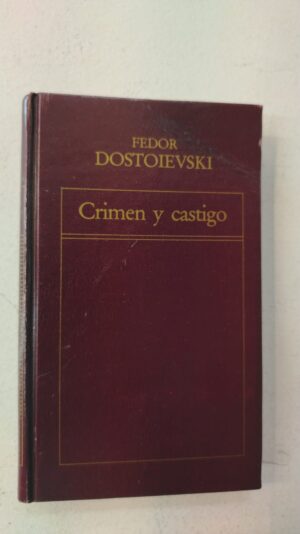 FEDOR
DOSTOIEVSKI
Crimen y castigo